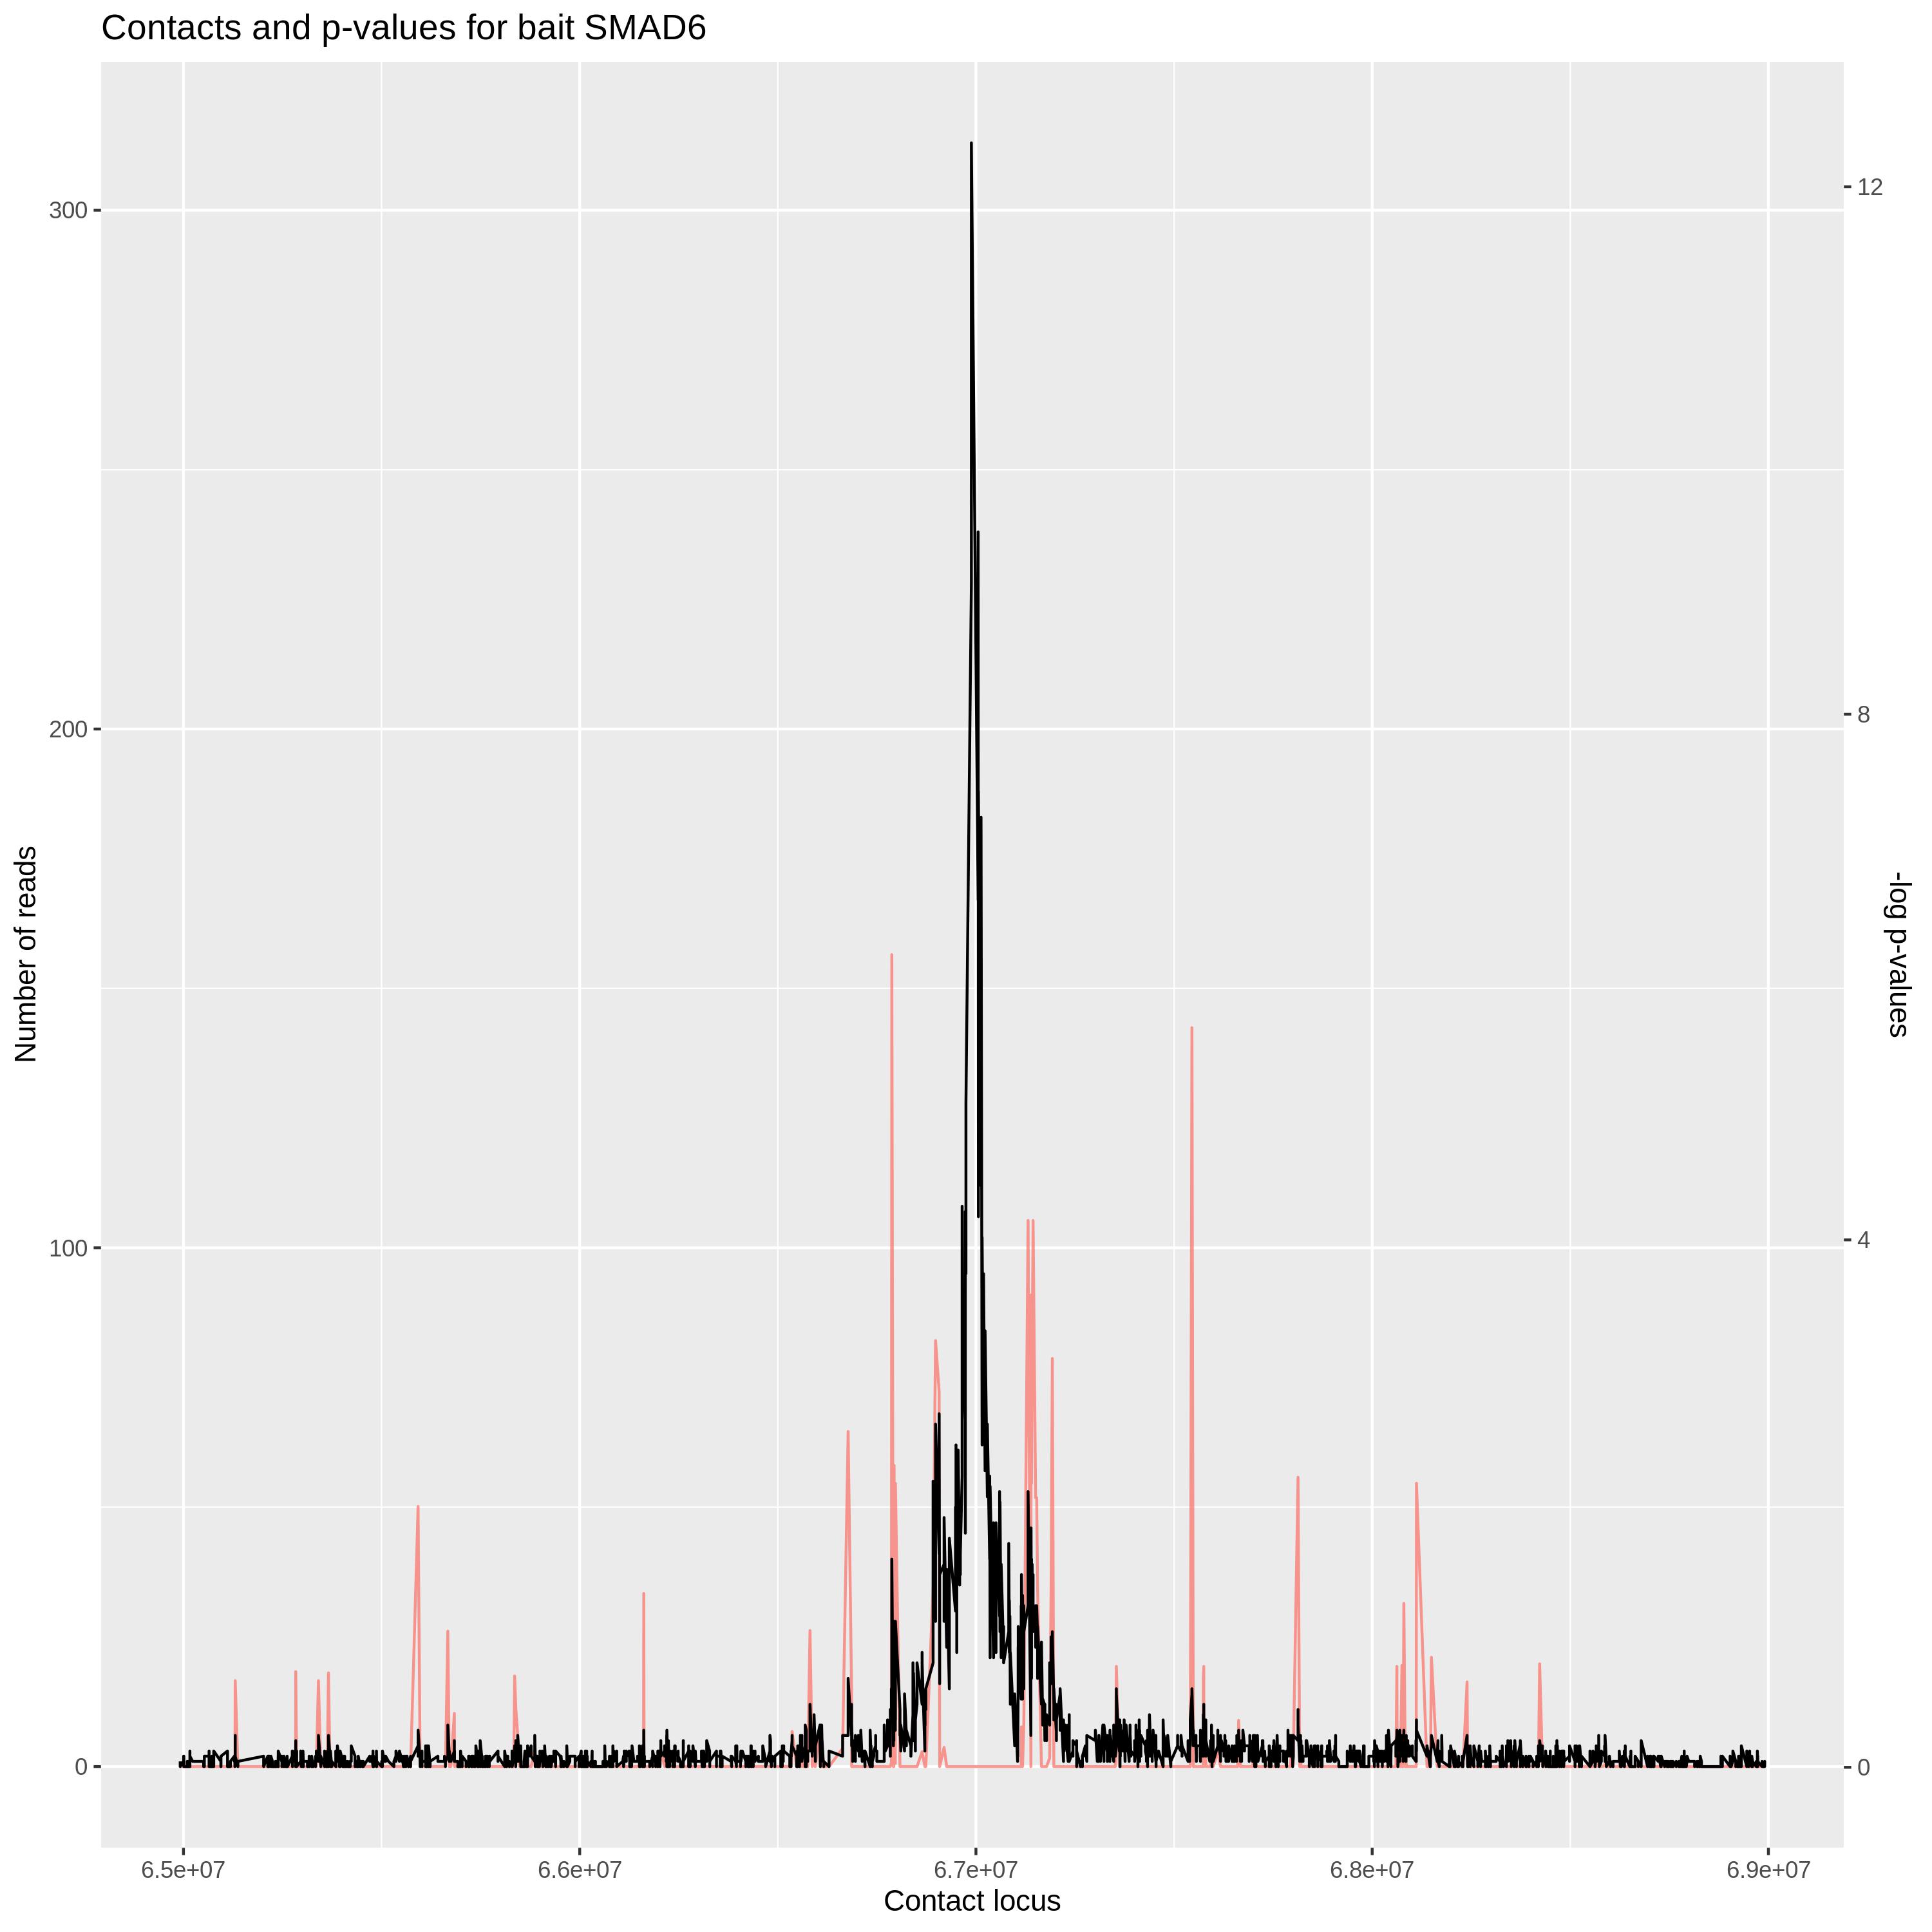 Contacts and p-values for bait SMAD6
300
200
100
0
Number of reads
12
8
4
0
-log p-values
6.5e+07
6.6e+07
6.7e+07
6.8e+07
6.9e+07
Contact locus